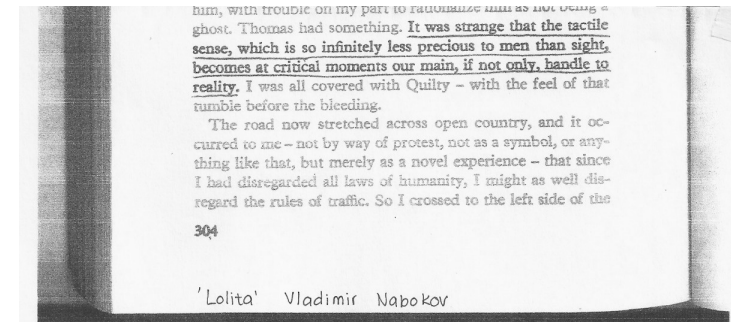 him, with trouble on my part to rationalize him as not being a
ghost. Thomas had something. It was strange that the tactile
sense, which is so infinitely less precious to men than sight,
becomes at critical moments our main, if not only, handle to
reality. I was all covered with Quilty – with the feel of that
tumble before the bleeding.
The road now stretched across open country, and it oc-
curred to me – not by way of protest, not as a symbol, or any-
thing like that, but merely as a novel experience – that since
I had disregarded all laws of humanity, I might as well dis-
regard the rules of traffic. So I crossed to the left side of the
304
'Lolita' Vladimir Nabokov